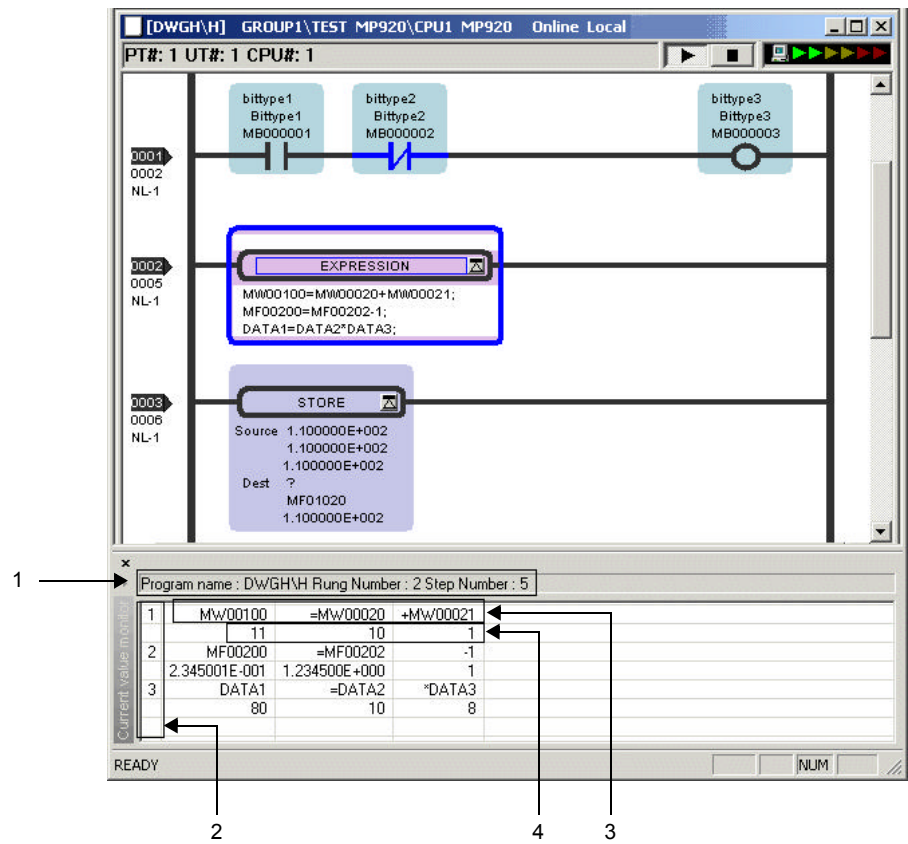 [DWGH\H] GROUP1\TEST MP920\CPU1 MP920 Online Local
PT#: 1 UT#: 1 CPU#: 1
bittype1 bittype2 bittype3
Bittype1 Bittype2 Bittype3
MB000001 MB000002 MB000003
0001
0002
NL-1
0002 EXPRESSION
0005
NL-1
MW00100=MW00020+MW00021;
MF00200=MF00202-1;
DATA1=DATA2*DATA3;
0003 STORE
0006
NL-1
Source 1.100000E+002
1.100000E+002
1.100000E+002
Dest ?
MF01020
1.100000E+002
1
Program name : DWGH\H Rung Number : 2 Step Number : 5
Current value monitor
1 MW00100 =MW00020 +MW00021
11 10 1
2 MF00200 =MF00202 -1
2.345001E-001 1.234500E+000 1
3 DATA1 =DATA2 *DATA3
80 10 8
READY NUM
2 4 3